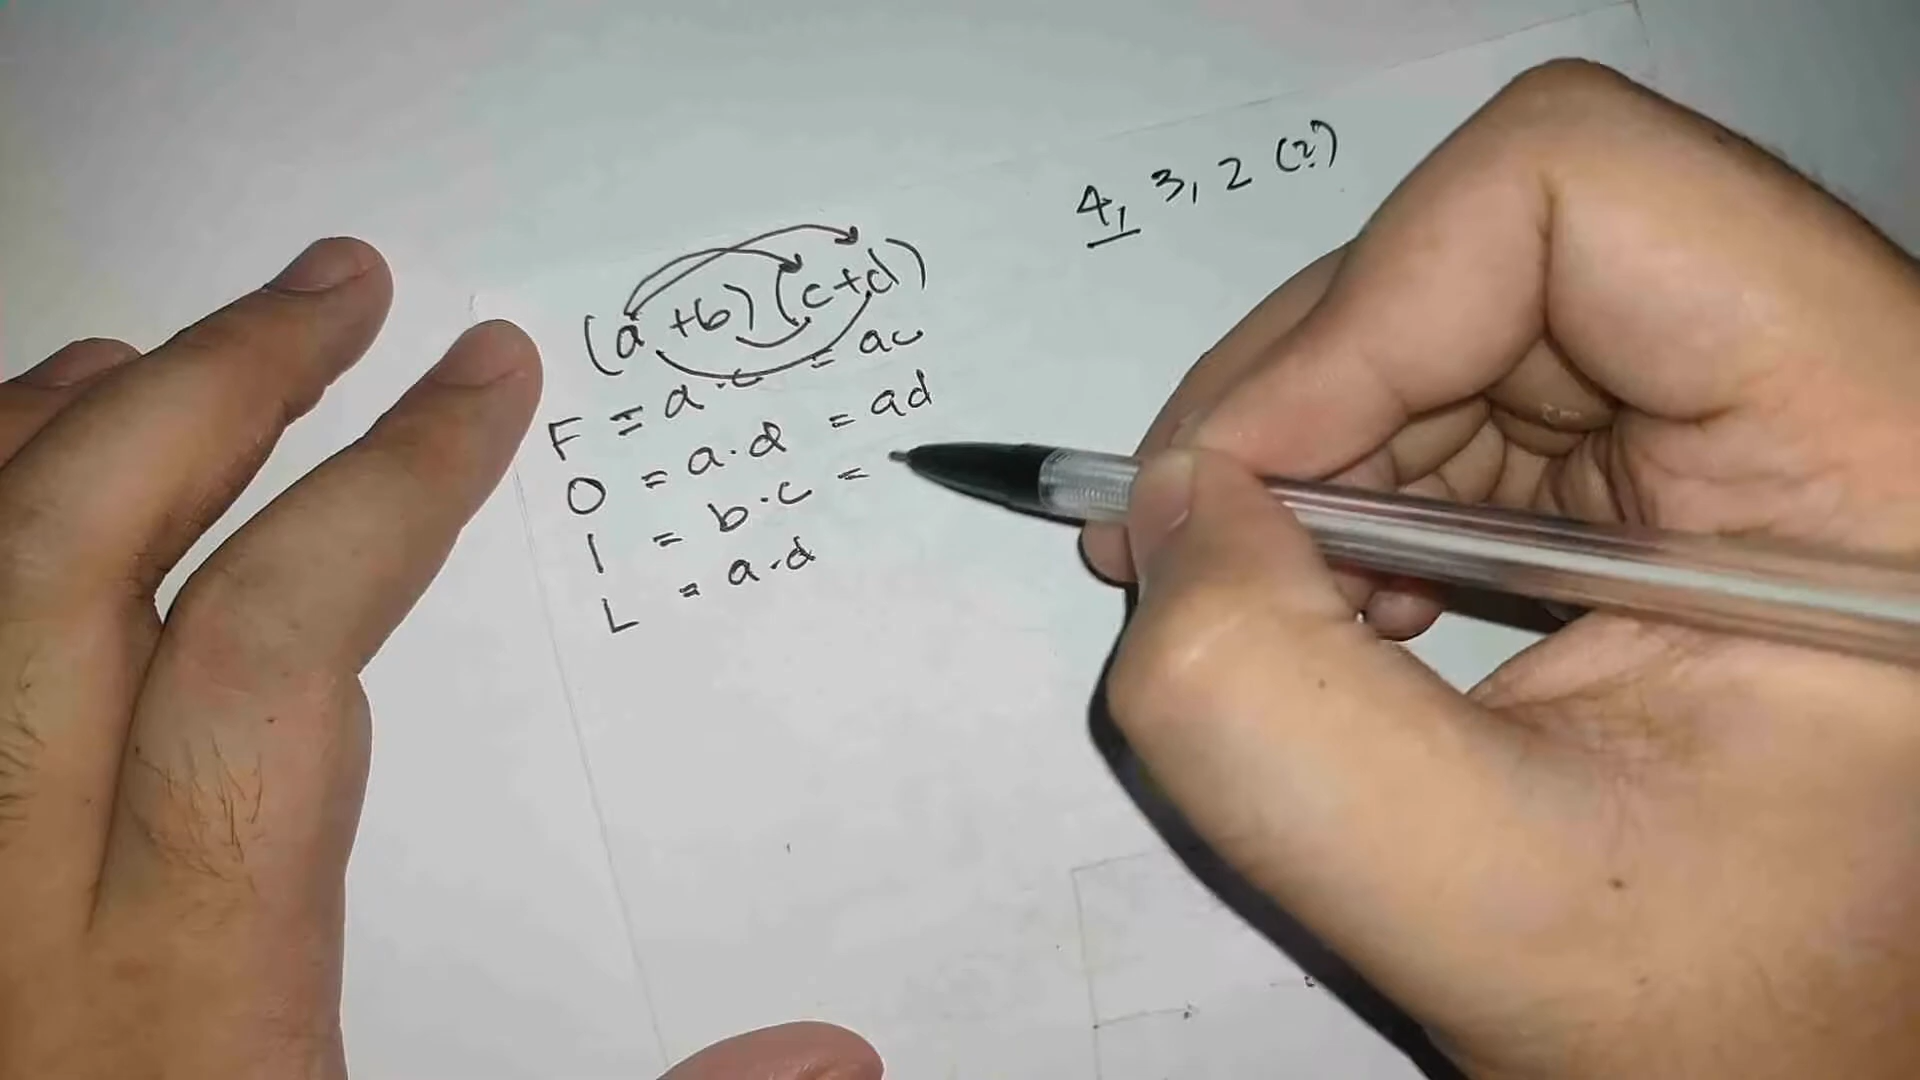 4, 3, 2 (?)
(a+b)(c+d)
F = a·c = ac
O = a·d = ad
I = b·c =
L = a·d